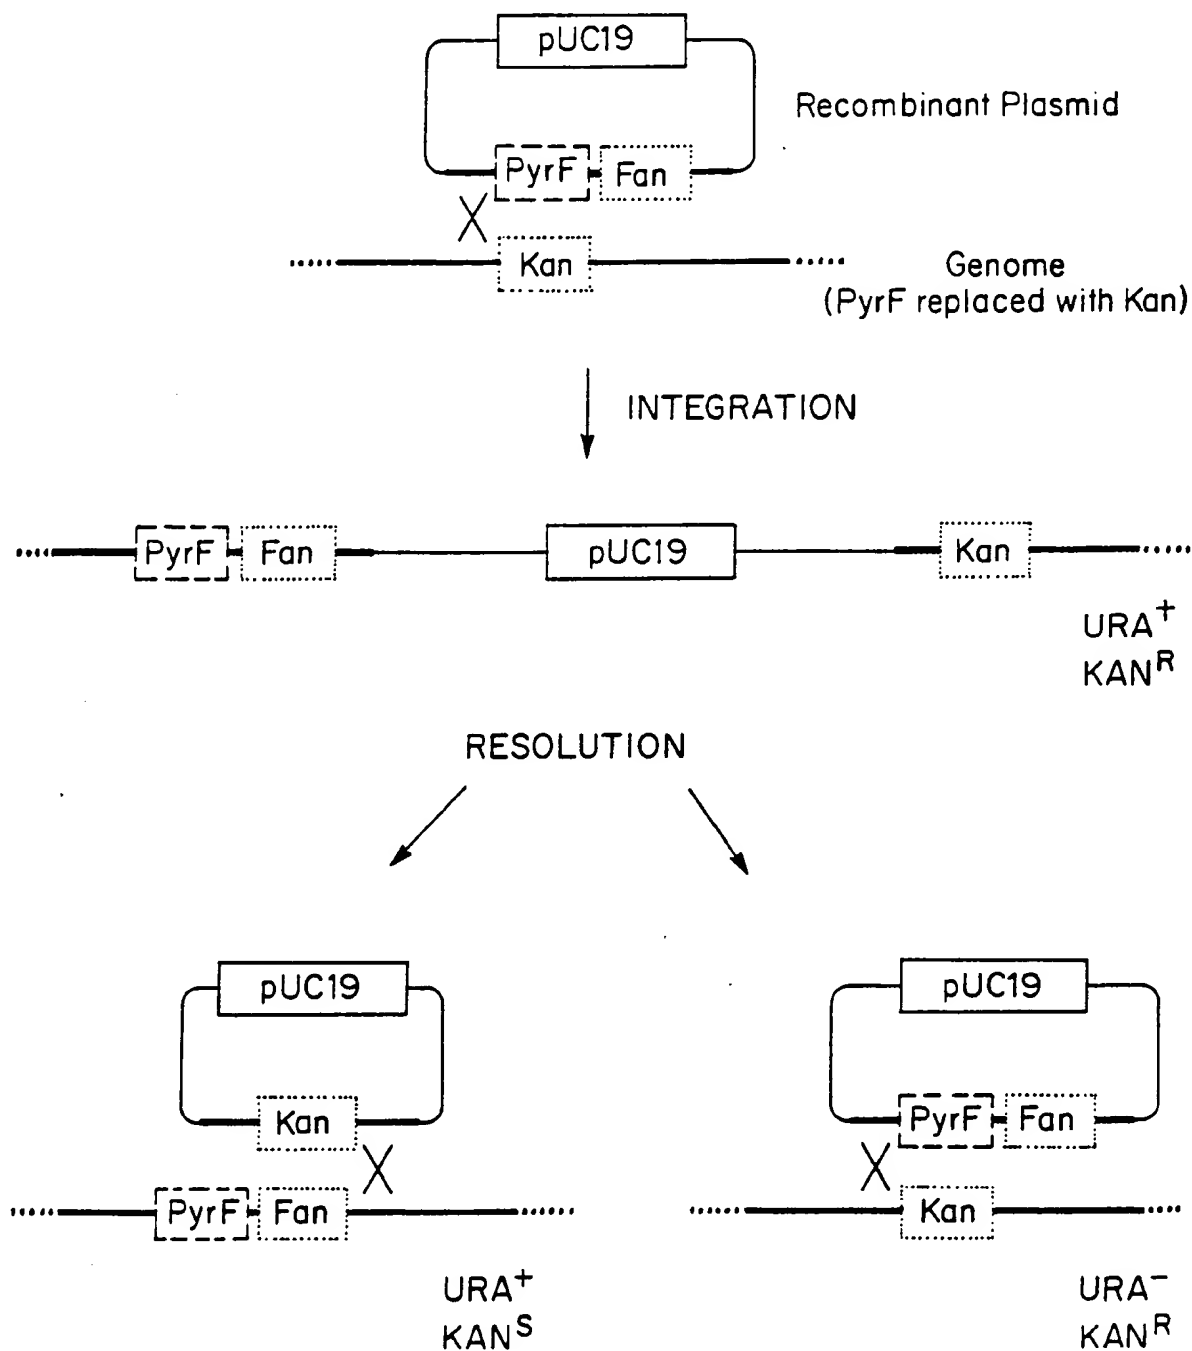 pUC19
Recombinant Plasmid
PyrF
Fan
Kan
Genome
(PyrF replaced with Kan)
INTEGRATION
PyrF
Fan
pUC19
Kan
URA+
KANR
RESOLUTION
pUC19
pUC19
Kan
PyrF
Fan
PyrF
Fan
Kan
URA+
KANS
URA-
KANR